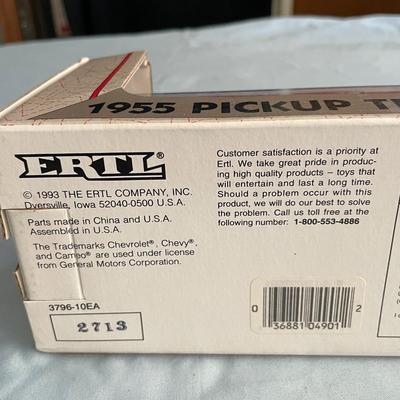 1955 PICKUP
ERTL®
© 1993 THE ERTL COMPANY, INC.
Dyersville, Iowa 52040-0500 U.S.A.
Parts made in China and U.S.A.
Assembled in U.S.A.
The Trademarks Chevrolet®, Chevy®,
and Cameo® are used under license
from General Motors Corporation.
3796-10EA
2713
Customer satisfaction is a priority at
Ertl. We take great pride in produc-
ing high quality products – toys that
will entertain and last a long time.
Should a problem occur with this
product, we will do our best to solve
the problem. Call us toll free at the
following number: 1-800-553-4886
0 36881 04901 2